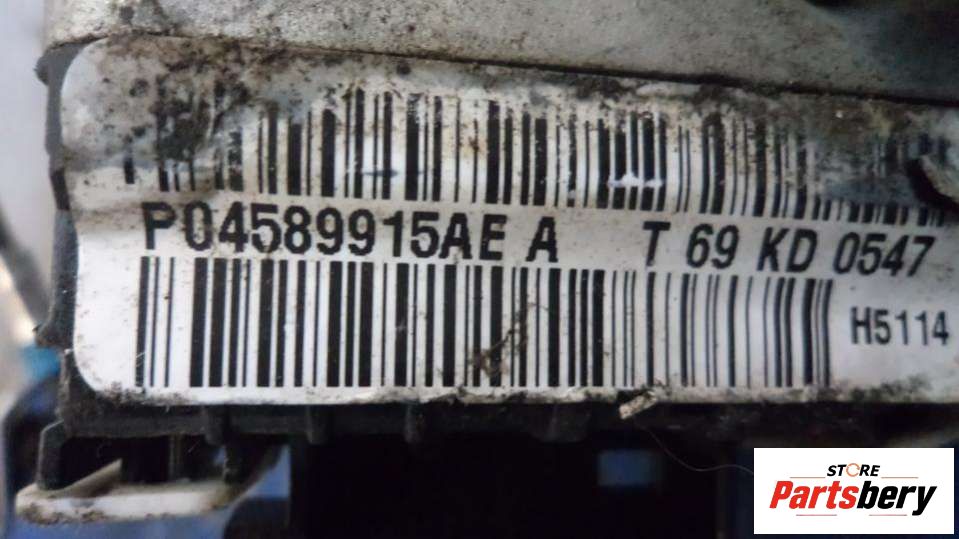 P04589915AE A T 69 KD 0547
H5114
STORE
Partsbery